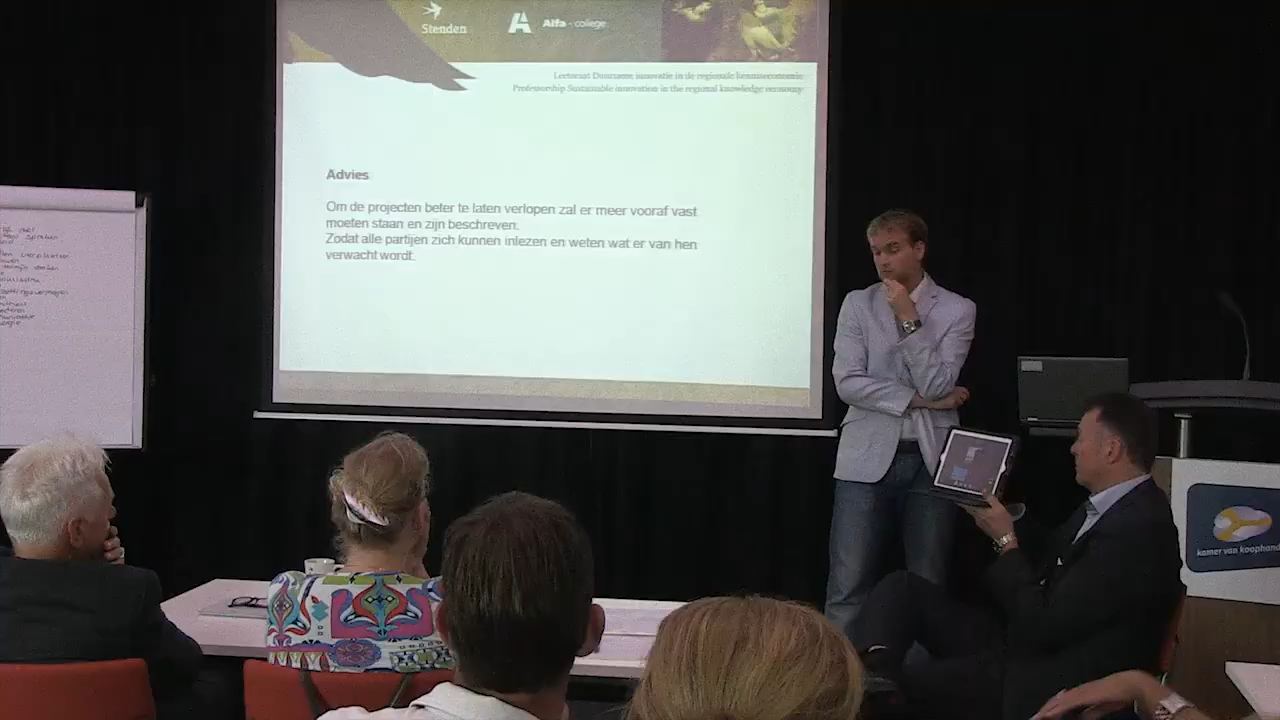 Stenden
Alfa-college
Lectoraat Duurzame innovatie in de regionale kenniseconomie
Professorship Sustainable innovation in the regional knowledge economy
Advies
Om de projecten beter te laten verlopen zal er meer vooraf vast
moeten staan en zijn beschreven.
Zodat alle partijen zich kunnen inlezen en weten wat er van hen
verwacht wordt.
kamer van koophand